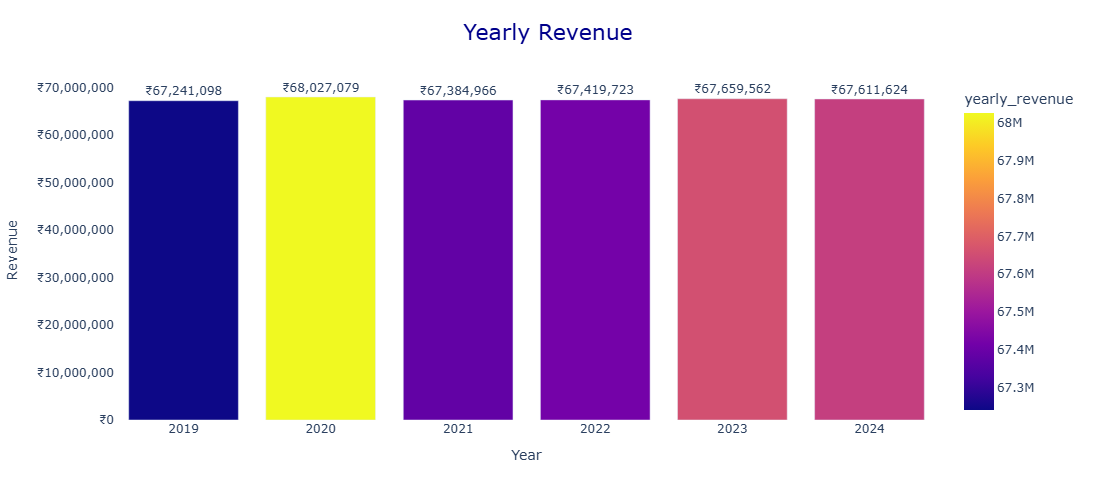 Yearly Revenue
Revenue
₹70,000,000
₹60,000,000
₹50,000,000
₹40,000,000
₹30,000,000
₹20,000,000
₹10,000,000
₹0
₹67,241,098
₹68,027,079
₹67,384,966
₹67,419,723
₹67,659,562
₹67,611,624
2019
2020
2021
2022
2023
2024
Year
yearly_revenue
68M
67.9M
67.8M
67.7M
67.6M
67.5M
67.4M
67.3M